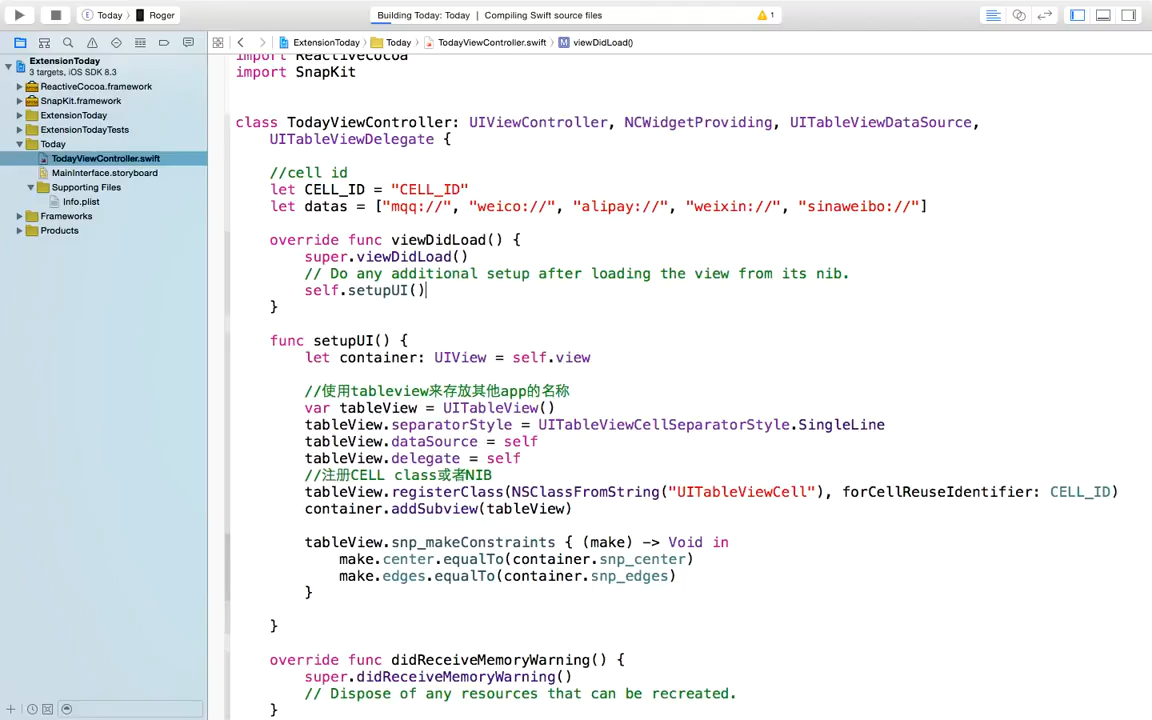 Today
Roger
Building Today: Today | Compiling Swift source files
1
ExtensionToday
3 targets, iOS SDK 8.3
ReactiveCocoa.framework
SnapKit.framework
ExtensionToday
ExtensionTodayTests
Today
TodayViewController.swift
MainInterface.storyboard
Supporting Files
Info.plist
Frameworks
Products
ExtensionToday
Today
TodayViewController.swift
M viewDidLoad()
import ReactiveCocoa
import SnapKit
class TodayViewController: UIViewController, NCWidgetProviding, UITableViewDataSource,
UITableViewDelegate {
//cell id
let CELL_ID = "CELL_ID"
let datas = ["mqq://", "weico://", "alipay://", "weixin://", "sinaweibo://"]
override func viewDidLoad() {
super.viewDidLoad()
// Do any additional setup after loading the view from its nib.
self.setupUI()
}
func setupUI() {
let container: UIView = self.view
//使用tableview来存放其他app的名称
var tableView = UITableView()
tableView.separatorStyle = UITableViewCellSeparatorStyle.SingleLine
tableView.dataSource = self
tableView.delegate = self
//注册CELL class或者NIB
tableView.registerClass(NSClassFromString("UITableViewCell"), forCellReuseIdentifier: CELL_ID)
container.addSubview(tableView)
tableView.snp_makeConstraints { (make) -> Void in
make.center.equalTo(container.snp_center)
make.edges.equalTo(container.snp_edges)
}
}
override func didReceiveMemoryWarning() {
super.didReceiveMemoryWarning()
// Dispose of any resources that can be recreated.
}